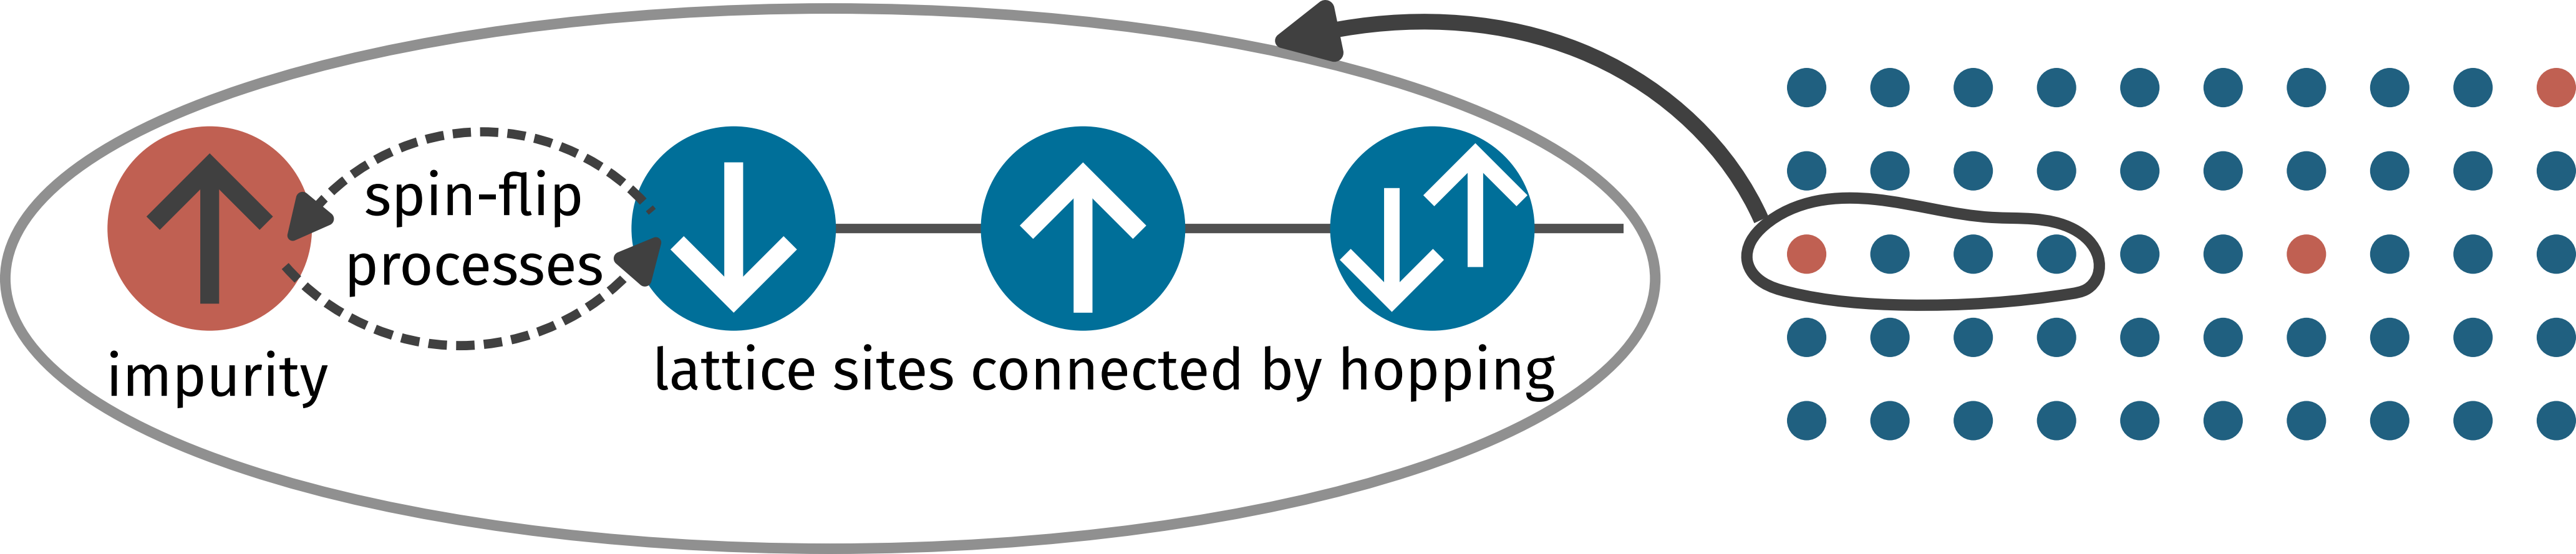 spin-flip
processes
impurity
lattice sites connected by hopping